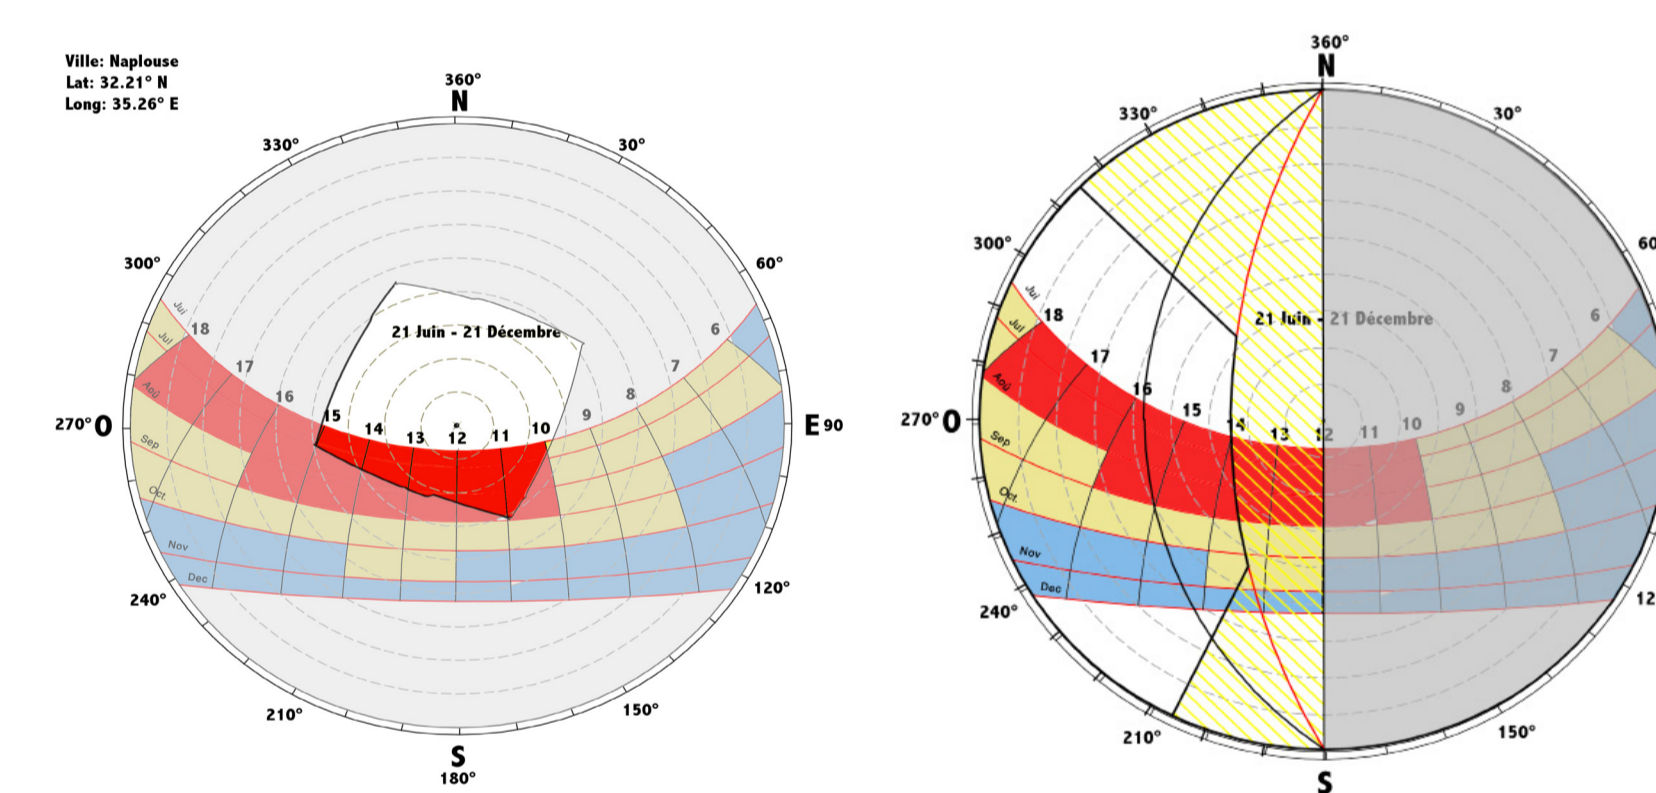 Ville: Naplouse
Lat: 32.21° N
Long: 35.26° E
360°
N
330°
30°
300°
60°
Jui
Jul
Aoû
Sep
Oct.
Nov
Dec
21 Juin - 21 Décembre
18
17
16
15
14
13
12
11
10
9
8
7
6
270° O
E 90
240°
120°
210°
150°
S
180°
360°
N
330°
30°
300°
60
Jui
Jul
Aoû
Sep
Oct.
Nov
Dec
21 Juin - 21 Décembre
18
17
16
15
14
13
12
11
10
9
8
7
6
270° O
240°
12
210°
150°
S